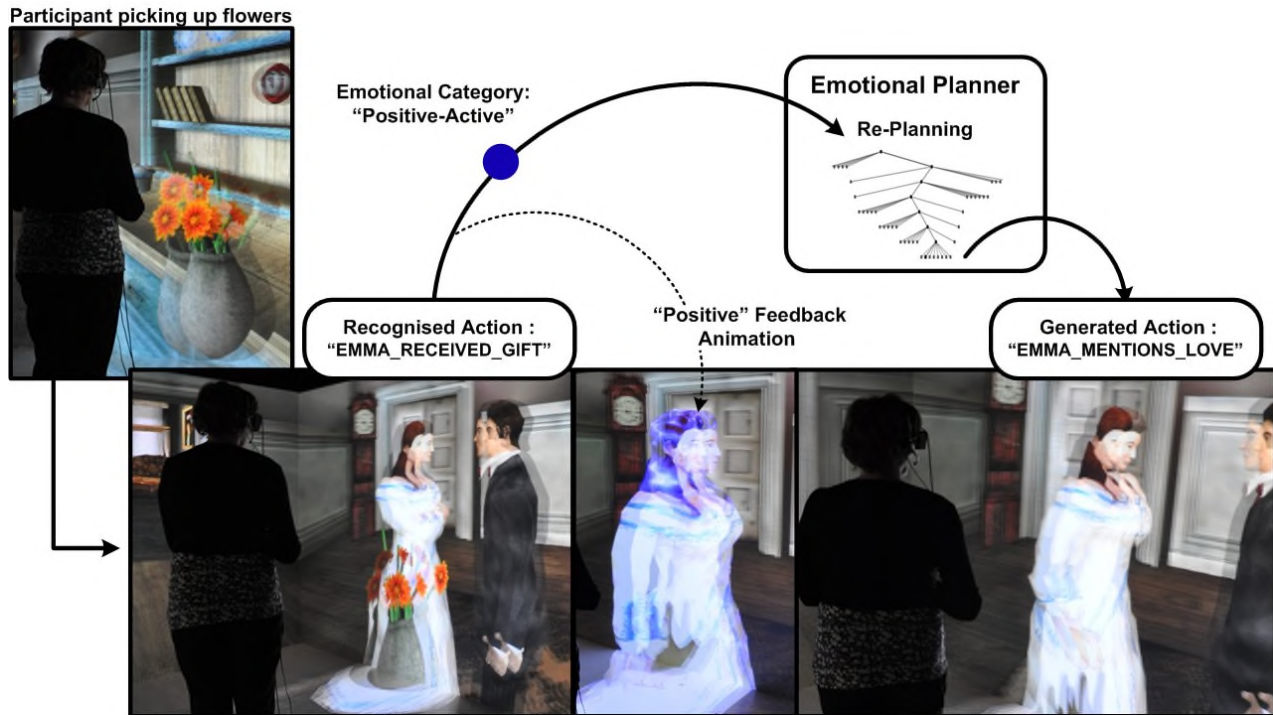 Participant picking up flowers
Emotional Category:
“Positive-Active”
Emotional Planner
Re-Planning
“Positive” Feedback
Animation
Recognised Action :
“EMMA_RECEIVED_GIFT”
Generated Action :
“EMMA_MENTIONS_LOVE”